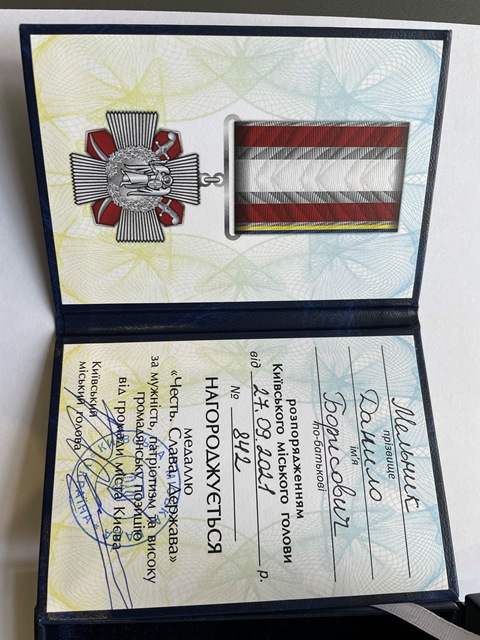 Мельник
прізвище
Данило
ім'я
Борисович
по-батькові
розпорядженням
Київського міського голови
від 27.09.2021 р.
№ 842
НАГОРОДЖУЄТЬСЯ
медаллю
«Честь. Слава. Держава»
за мужність, патріотизм та високу
громадянську позицію
від громади міста Києва
Київський
міський голова
УКРАЇНА